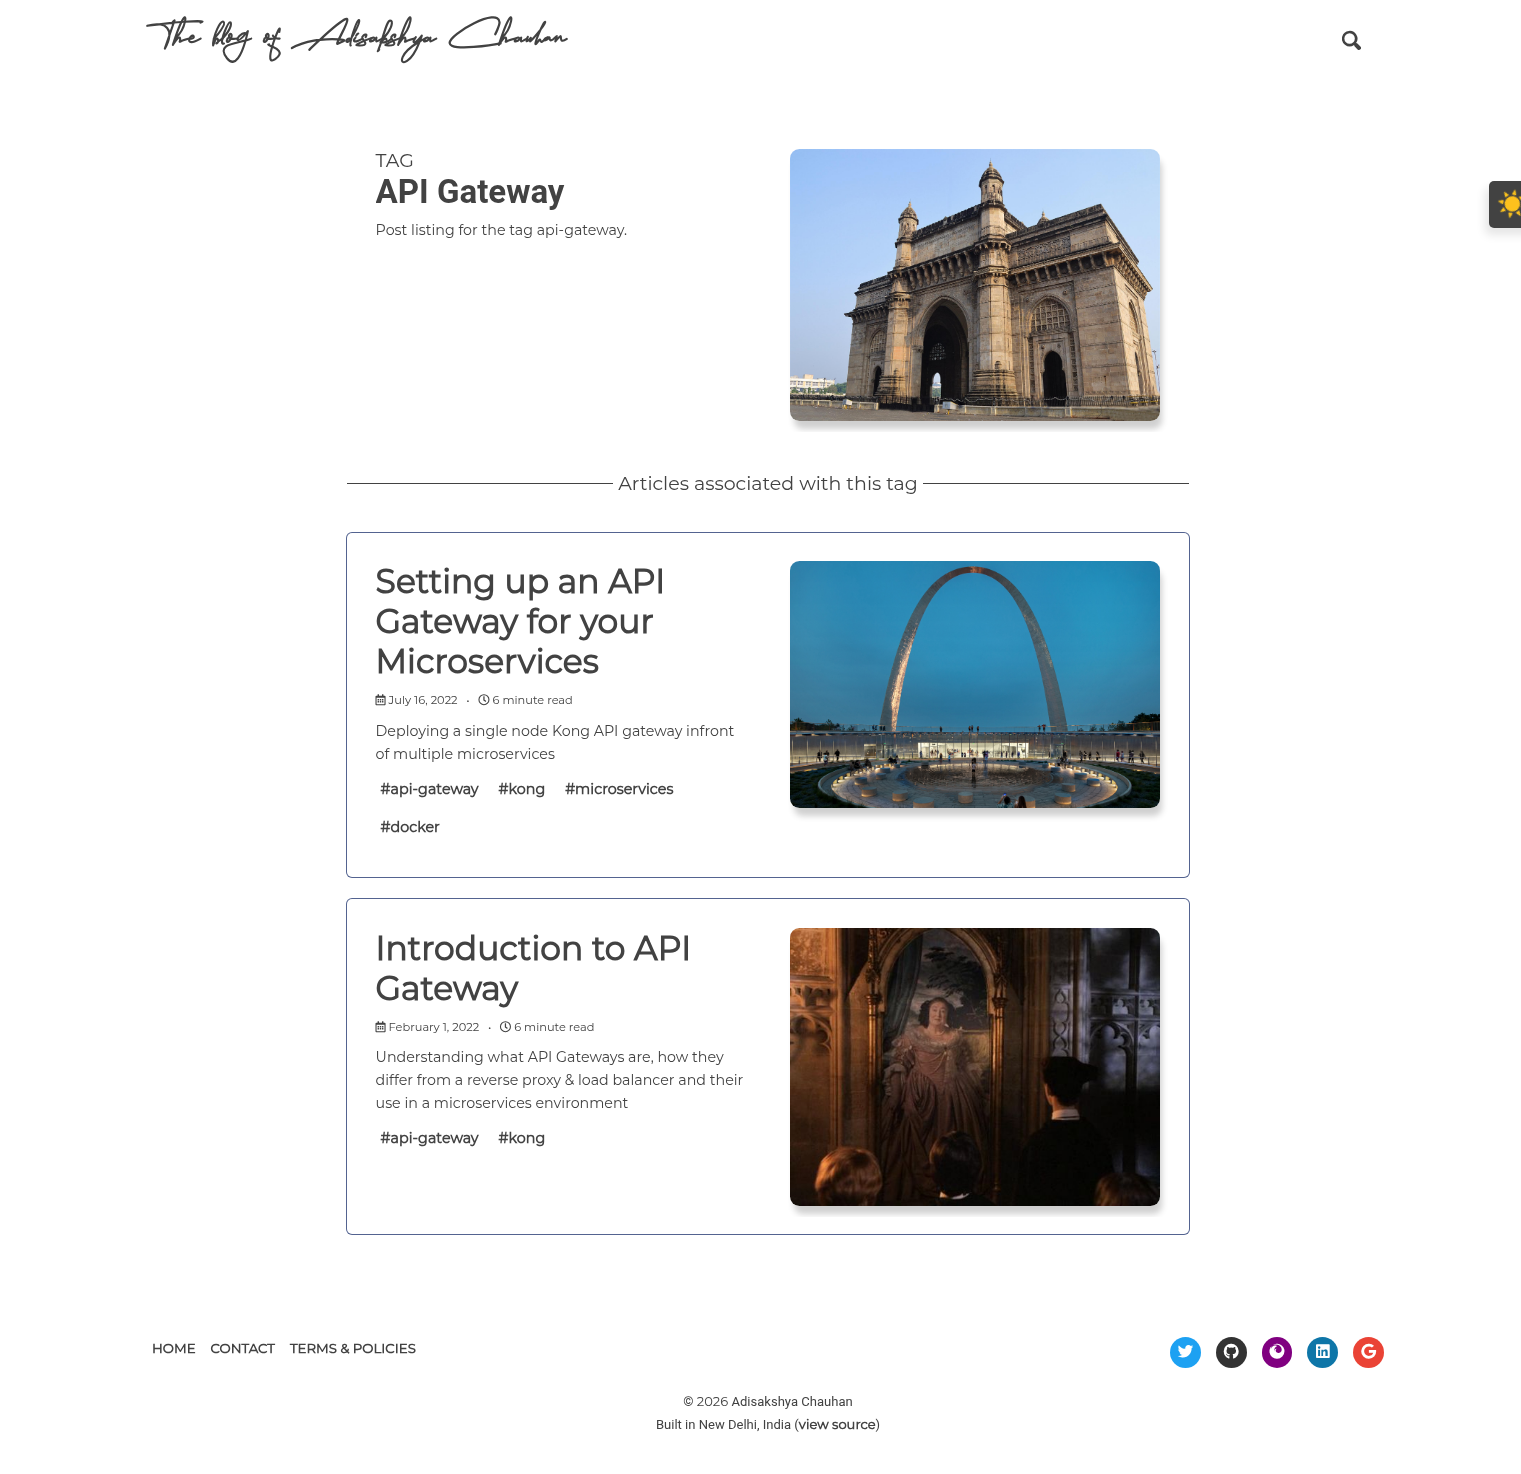 The blog of Adisakshya Chauhan
TAG
API Gateway
Post listing for the tag api-gateway.
Articles associated with this tag
Setting up an API
Gateway for your
Microservices
July 16, 2022 • 6 minute read
Deploying a single node Kong API gateway infront
of multiple microservices
#api-gateway #kong #microservices
#docker
Introduction to API
Gateway
February 1, 2022 • 6 minute read
Understanding what API Gateways are, how they
differ from a reverse proxy & load balancer and their
use in a microservices environment
#api-gateway #kong
HOME CONTACT TERMS & POLICIES
© 2026 Adisakshya Chauhan
Built in New Delhi, India (view source)